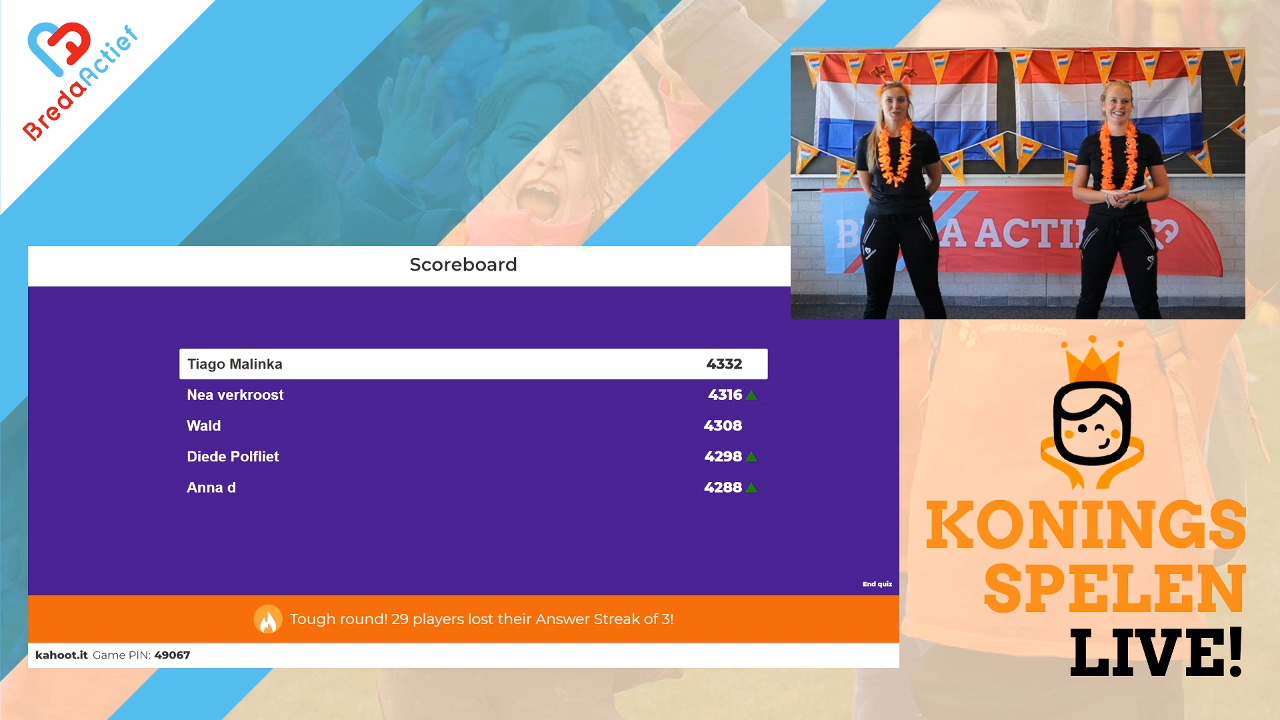 BredaActief
Scoreboard
Tiago Malinka 4332
Nea verkroost 4316
Wald 4308
Diede Polfliet 4298
Anna d 4288
End quiz
Tough round! 29 players lost their Answer Streak of 3!
kahoot.it Game PIN: 49067
KONINGS
SPELEN
LIVE!